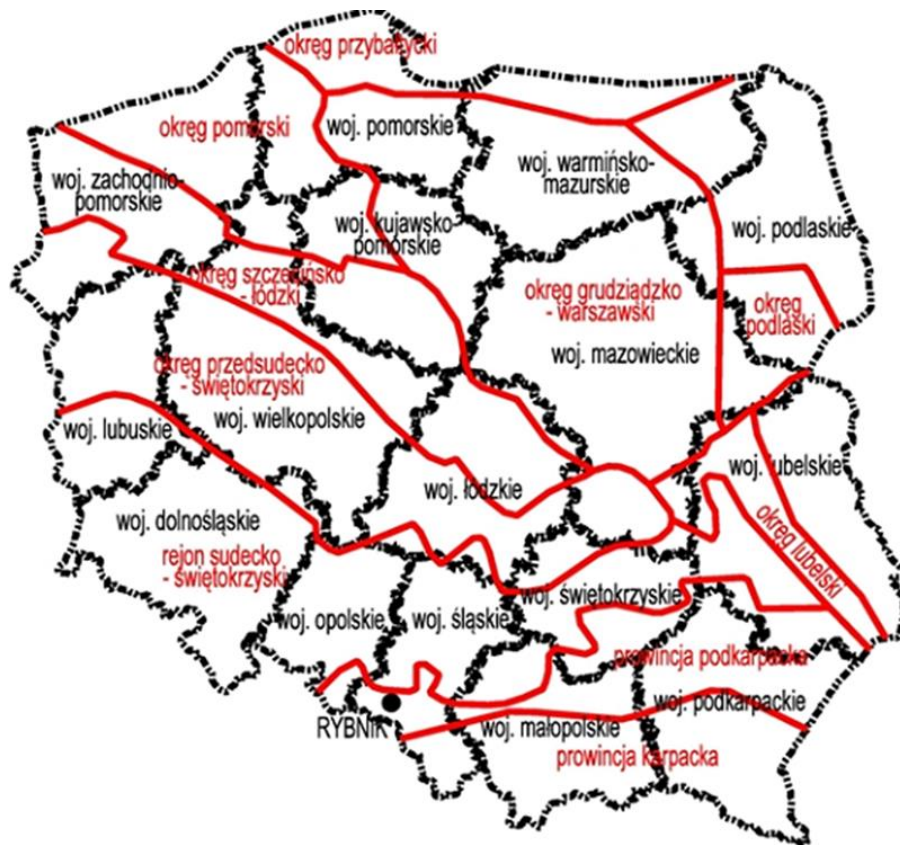 okręg przybałtycki
okręg pomorski
woj. pomorskie
woj. warmińsko-
mazurskie
woj. zachodnio-
pomorskie
woj. kujawsko-
pomorskie
woj. podlaskie
okręg szczecińsko
- łódzki
okręg grudziądzko
- warszawski
okręg
podlaski
woj. mazowieckie
okręg przedsudecko
- świętokrzyski
woj. wielkopolskie
woj. lubuskie
woj. lubelskie
woj. łódzkie
woj. dolnośląskie
okręg lubelski
rejon sudecko
- świętokrzyski
woj. opolskie
woj. śląskie
woj. świętokrzyskie
prowincja podkarpacka
woj. podkarpackie
RYBNIK
woj. małopolskie
prowincja karpacka